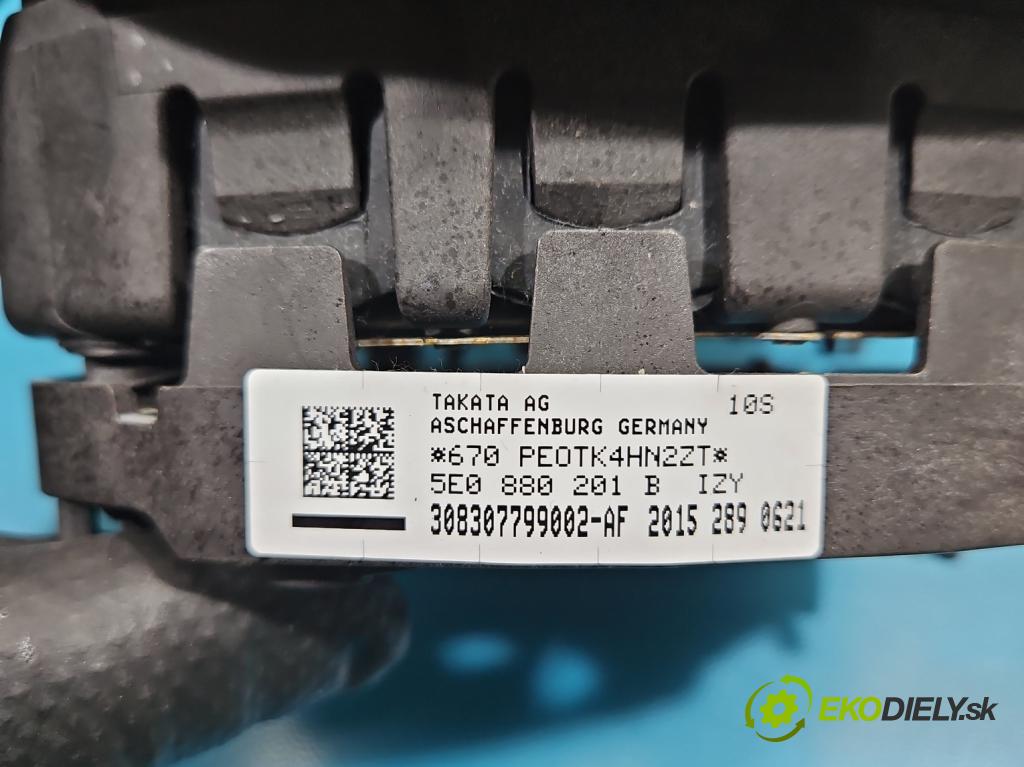 TAKATA AG 10S
ASCHAFFENBURG GERMANY
*670 PEOTK4HN2ZT*
5E0 880 201 B IZY
308307799002-AF 2015 289 0621
EKODIELY.sk